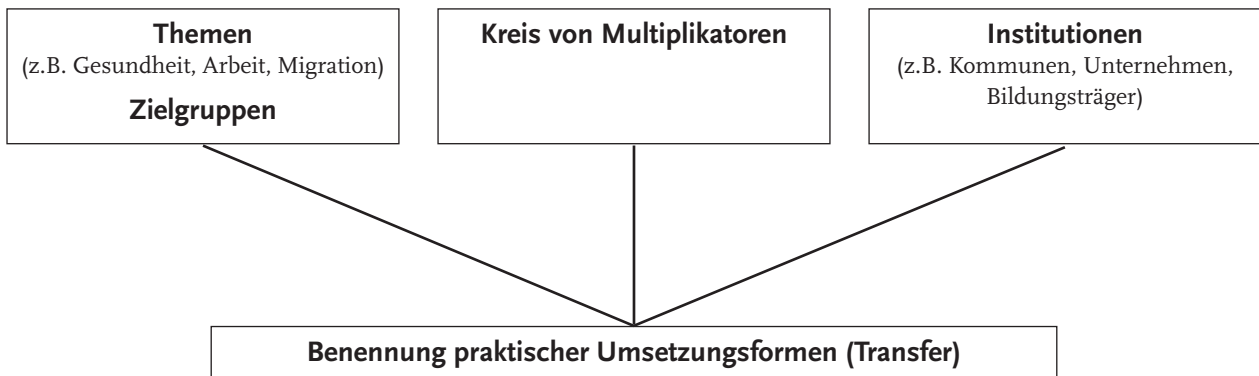 Themen
(z.B. Gesundheit, Arbeit, Migration)
Zielgruppen
Kreis von Multiplikatoren
Institutionen
(z.B. Kommunen, Unternehmen,
Bildungsträger)
Benennung praktischer Umsetzungsformen (Transfer)